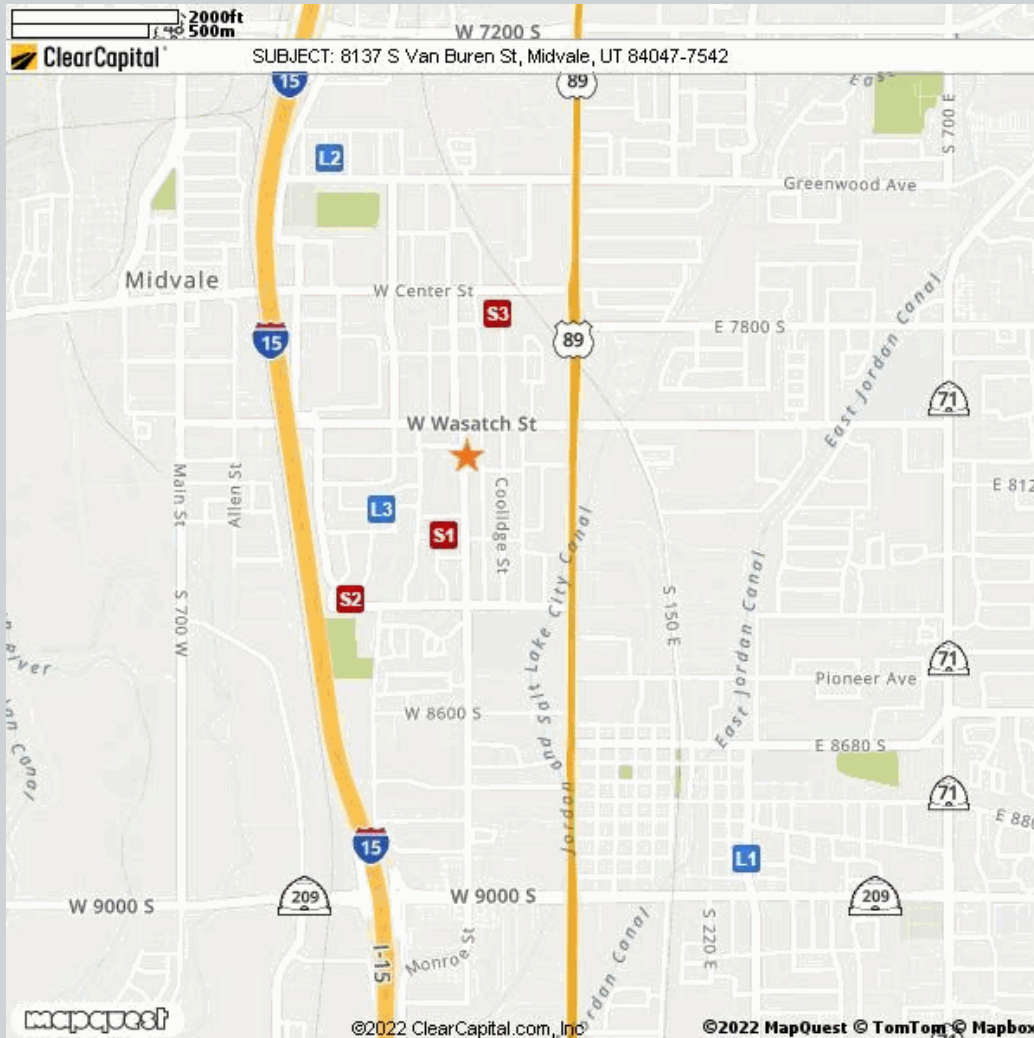 2000ft
500m
W 7200 S
ClearCapital
SUBJECT: 8137 S Van Buren St, Midvale, UT 84047-7542
15
89
East
S 700 E
L2
Greenwood Ave
Midvale
W Center St
S3
E 7800 S
15
89
East Jordan Canal
71
W Wasatch St
Main St
Allen St
Coolidge St
E 812
L3
S1
S2
S 700 W
S 150 E
East Jordan Canal
Jordan and Salt Lake City Canal
71
Pioneer Ave
W 8600 S
E 8680 S
71
E 880
15
L1
W 9000 S
209
W 9000 S
209
S 220 E
Monroe St
I-15
Jordan Canal
mapquest
©2022 ClearCapital.com, Inc
©2022 MapQuest © TomTom © Mapbox